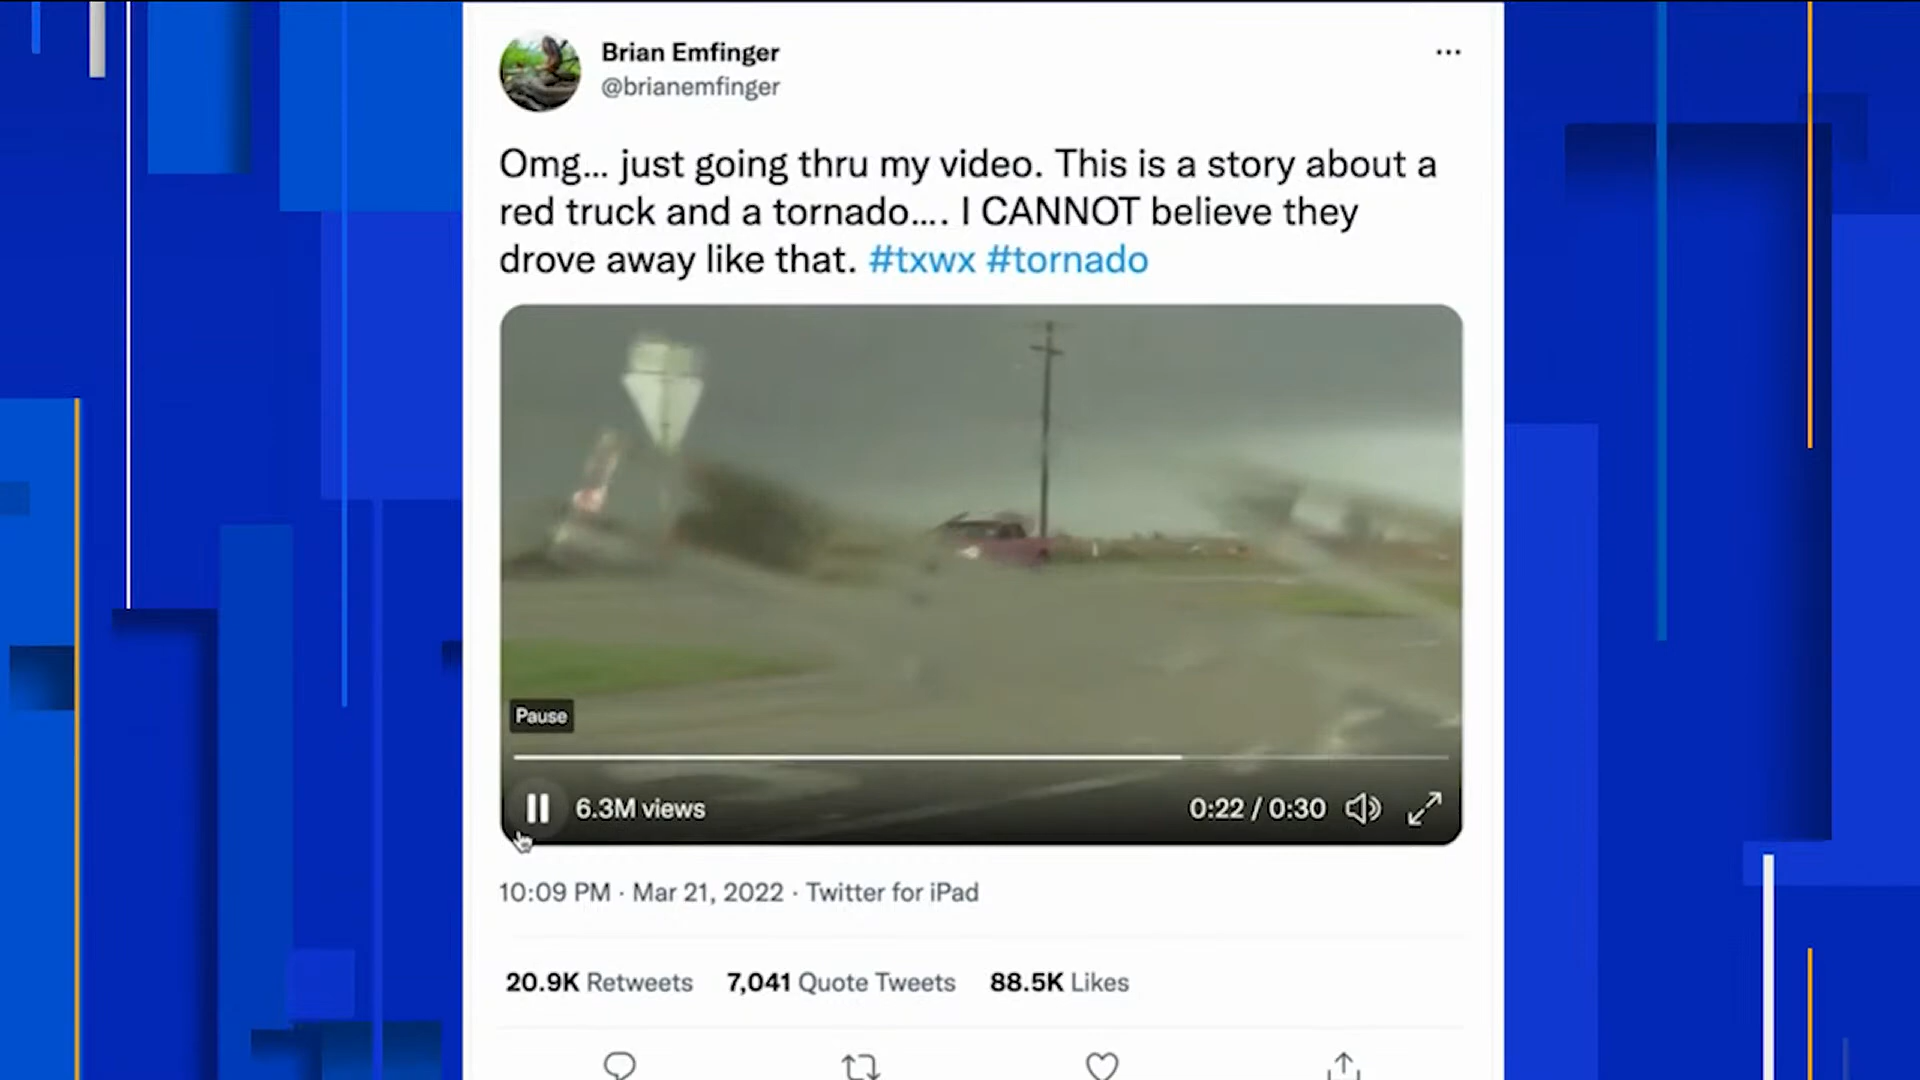 Brian Emfinger
@brianemfinger
Omg... just going thru my video. This is a story about a
red truck and a tornado.... I CANNOT believe they
drove away like that. #txwx #tornado
Pause
6.3M views
0:22 / 0:30
10:09 PM · Mar 21, 2022 · Twitter for iPad
20.9K Retweets 7,041 Quote Tweets 88.5K Likes